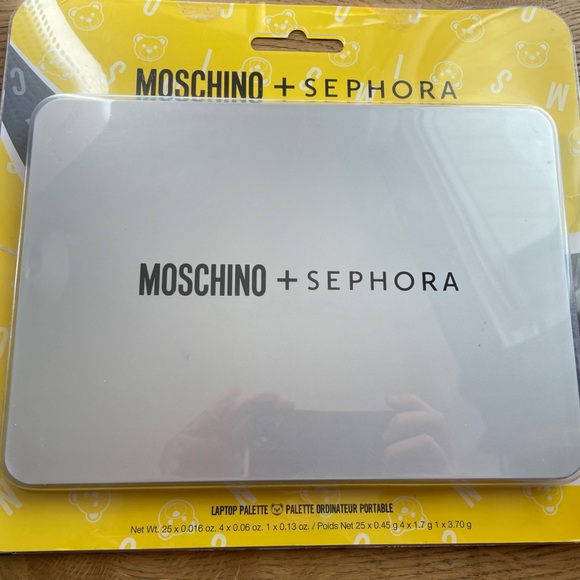 MOSCHINO + SEPHORA
MOSCHINO + SEPHORA
LAPTOP PALETTE PALETTE ORDINATEUR PORTABLE
Net Wt. 25 x 0.016 oz. 4 x 0.06 oz. 1 x 0.13 oz. / Poids Net 25 x 0.45 g 4 x 1.7 g 1 x 3.70 g